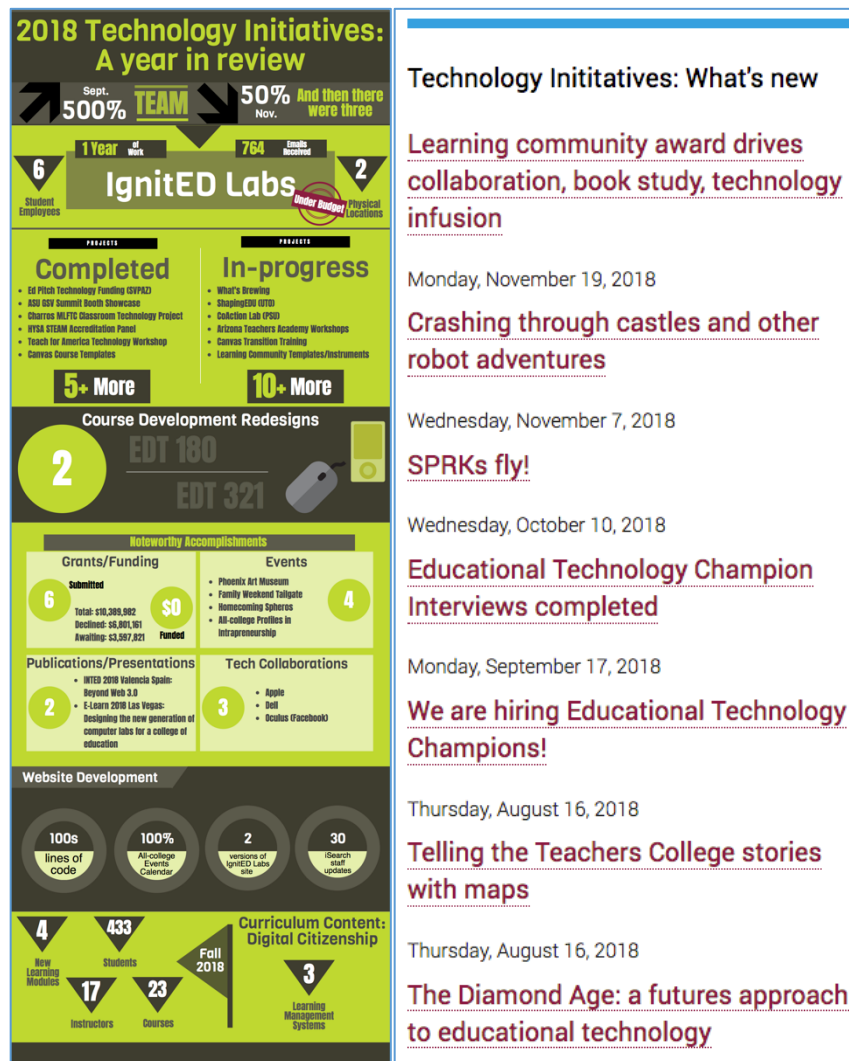 2018 Technology Initiatives:
A year in review
Sept.
500%
TEAM
50%
Nov.
And then there
were three
1 Year of Work
764 Emails Received
6
Student
Employees
IgnitED Labs
Under Budget
2
Physical
Locations
PROJECTS
Completed
• Ed Pitch Technology Funding (SVPAZ)
• ASU GSV Summit Booth Showcase
• Charros MLFTC Classroom Technology Project
• HYSA STEAM Accreditation Panel
• Teach for America Technology Workshop
• Canvas Course Templates
5+ More
PROJECTS
In-progress
• What's Brewing
• ShapingEDU (UTO)
• CoAction Lab (PSU)
• Arizona Teachers Academy Workshops
• Canvas Transition Training
• Learning Community Templates/Instruments
10+ More
Course Development Redesigns
2
EDT 180
EDT 321
Noteworthy Accomplishments
Grants/Funding
6
Submitted
Total: $10,389,982
Declined: $6,801,161
Awaiting: $3,597,821
$0
Funded
Events
• Phoenix Art Museum
• Family Weekend Tailgate
• Homecoming Spheros
• All-college Profiles in
Intrapreneurship
4
Publications/Presentations
2
• INTED 2018 Valencia Spain:
Beyond Web 3.0
• E-Learn 2018 Las Vegas:
Designing the new generation of
computer labs for a college of
education
Tech Collaborations
3
• Apple
• Dell
• Oculus (Facebook)
Website Development
100s
lines of
code
100%
All-college
Events
Calendar
2
versions of
IgnitED Labs
site
30
iSearch
staff
updates
4
New
Learning
Modules
433
Students
17
Instructors
23
Courses
Fall
2018
Curriculum Content:
Digital Citizenship
3
Learning
Management
Systems
Technology Inititatives: What's new
Learning community award drives
collaboration, book study, technology
infusion
Monday, November 19, 2018
Crashing through castles and other
robot adventures
Wednesday, November 7, 2018
SPRKs fly!
Wednesday, October 10, 2018
Educational Technology Champion
Interviews completed
Monday, September 17, 2018
We are hiring Educational Technology
Champions!
Thursday, August 16, 2018
Telling the Teachers College stories
with maps
Thursday, August 16, 2018
The Diamond Age: a futures approach
to educational technology